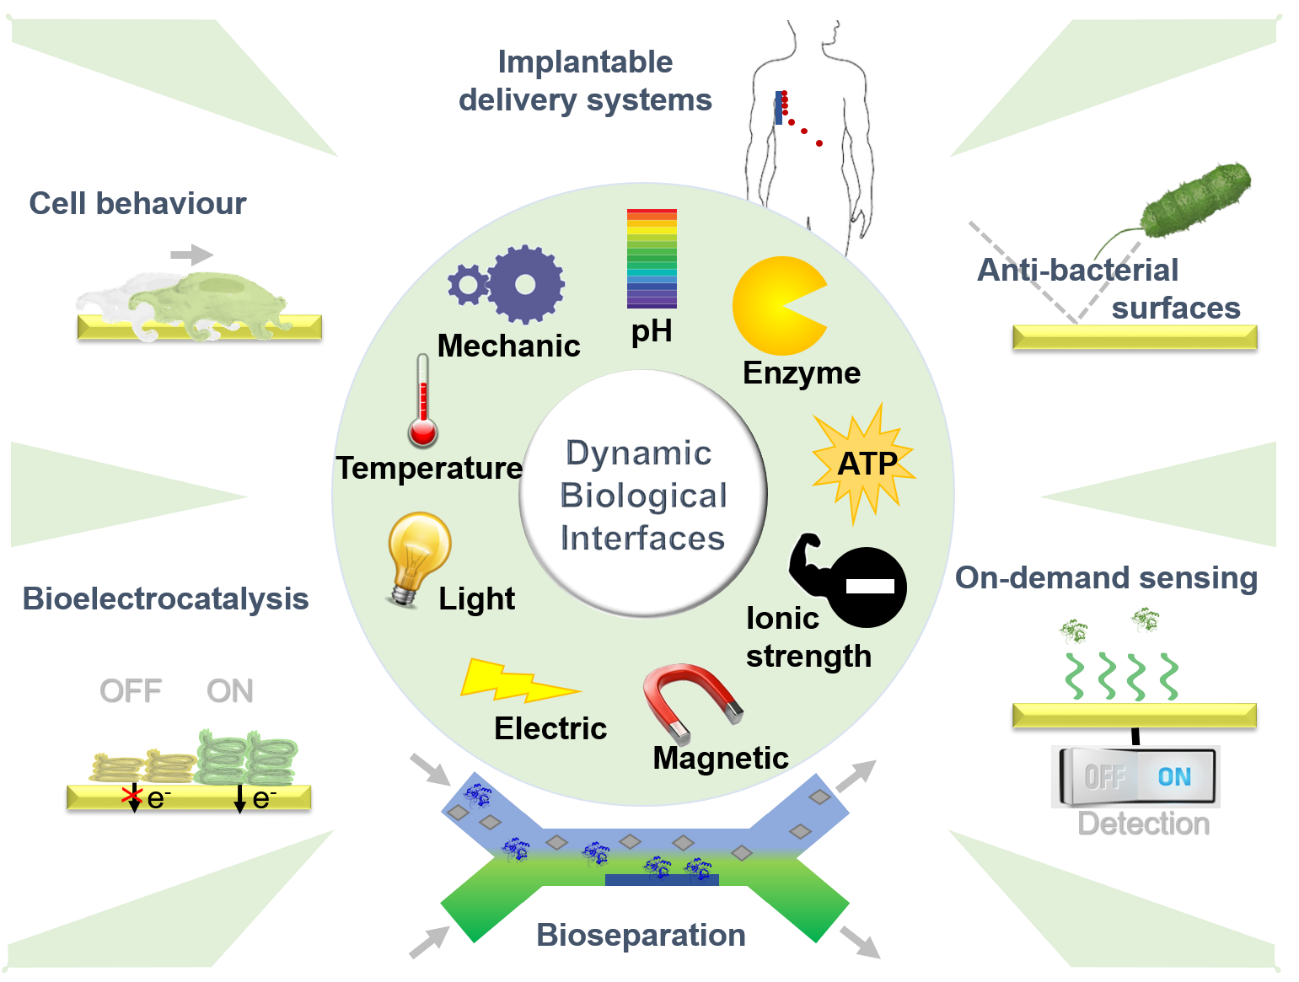 Implantable
delivery systems
Cell behaviour
Anti-bacterial
surfaces
pH
Mechanic
Enzyme
Temperature
Dynamic
Biological
Interfaces
ATP
Light
Ionic
strength
Electric
Magnetic
Bioelectrocatalysis
OFF ON
e-
e-
On-demand sensing
OFF ON
Detection
Bioseparation